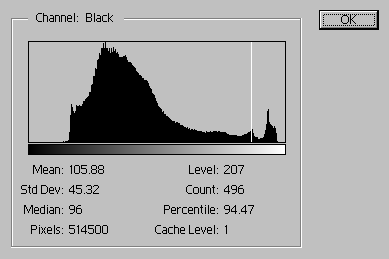 Channel: Black
OK
Mean: 105.88 Level: 207
Std Dev: 45.32 Count: 496
Median: 96 Percentile: 94.47
Pixels: 514500 Cache Level: 1